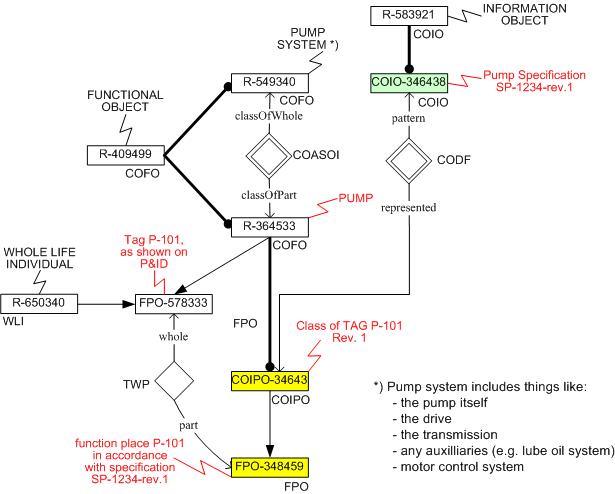 R-583921
INFORMATION
OBJECT
COIO
PUMP
SYSTEM *)
R-549340
COFO
COIO-346438
COIO
Pump Specification
SP-1234-rev.1
FUNCTIONAL
OBJECT
classOfWhole
pattern
R-409499
COFO
COASOI
CODF
classOfPart
represented
PUMP
R-364533
COFO
Tag P-101,
as shown on
P&ID
WHOLE LIFE
INDIVIDUAL
R-650340
WLI
FPO-578333
FPO
whole
Class of TAG P-101
Rev. 1
TWP
COIPO-34643
COIPO
part
function place P-101
in accordance
with specification
SP-1234-rev.1
FPO-348459
FPO
*) Pump system includes things like:
- the pump itself
- the drive
- the transmission
- any auxilliaries (e.g. lube oil system)
- motor control system